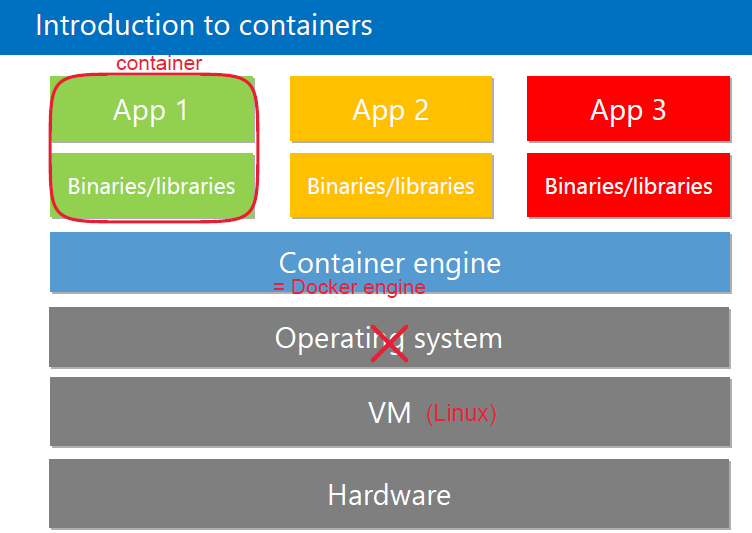 Introduction to containers
container
App 1
App 2
App 3
Binaries/libraries
Binaries/libraries
Binaries/libraries
Container engine
= Docker engine
Operating system
VM (Linux)
Hardware